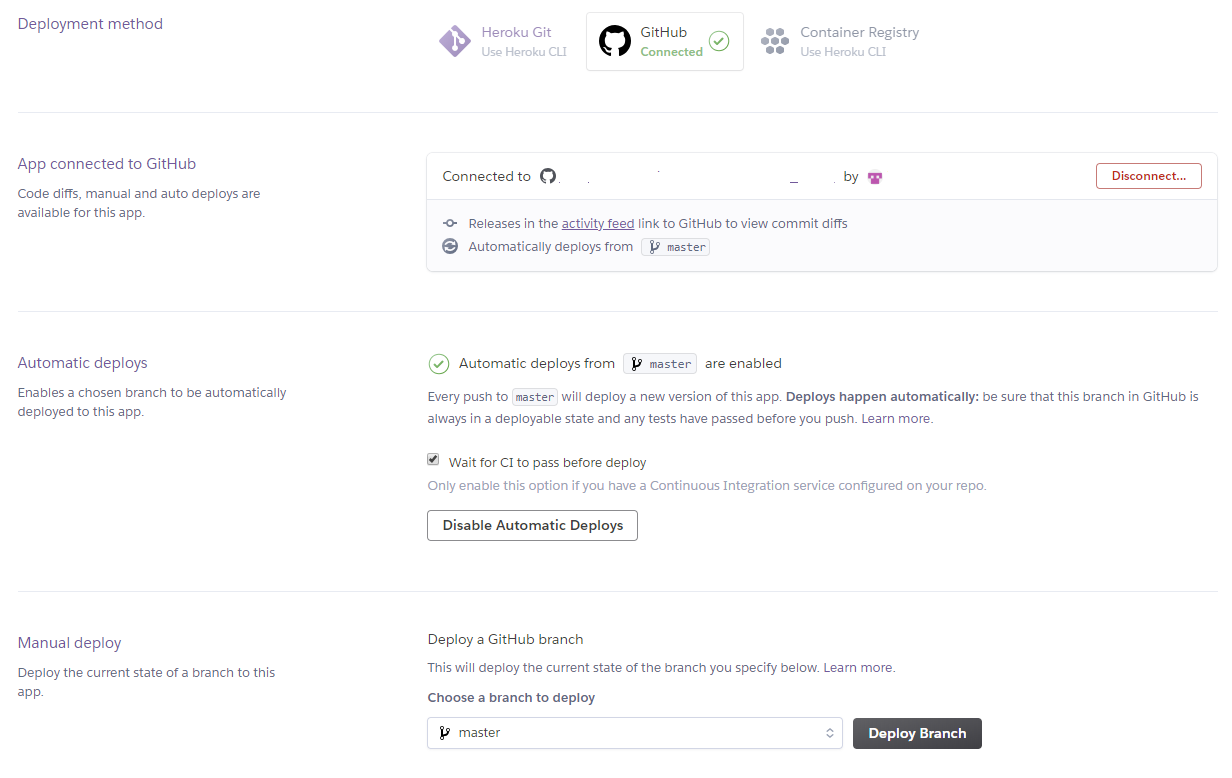 Deployment method
Heroku Git
Use Heroku CLI
GitHub
Connected
Container Registry
Use Heroku CLI
App connected to GitHub
Code diffs, manual and auto deploys are
available for this app.
Connected to by
Disconnect...
Releases in the activity feed link to GitHub to view commit diffs
Automatically deploys from master
Automatic deploys
Enables a chosen branch to be automatically
deployed to this app.
Automatic deploys from master are enabled
Every push to master will deploy a new version of this app. Deploys happen automatically: be sure that this branch in GitHub is
always in a deployable state and any tests have passed before you push. Learn more.
Wait for CI to pass before deploy
Only enable this option if you have a Continuous Integration service configured on your repo.
Disable Automatic Deploys
Manual deploy
Deploy the current state of a branch to this
app.
Deploy a GitHub branch
This will deploy the current state of the branch you specify below. Learn more.
Choose a branch to deploy
master
Deploy Branch